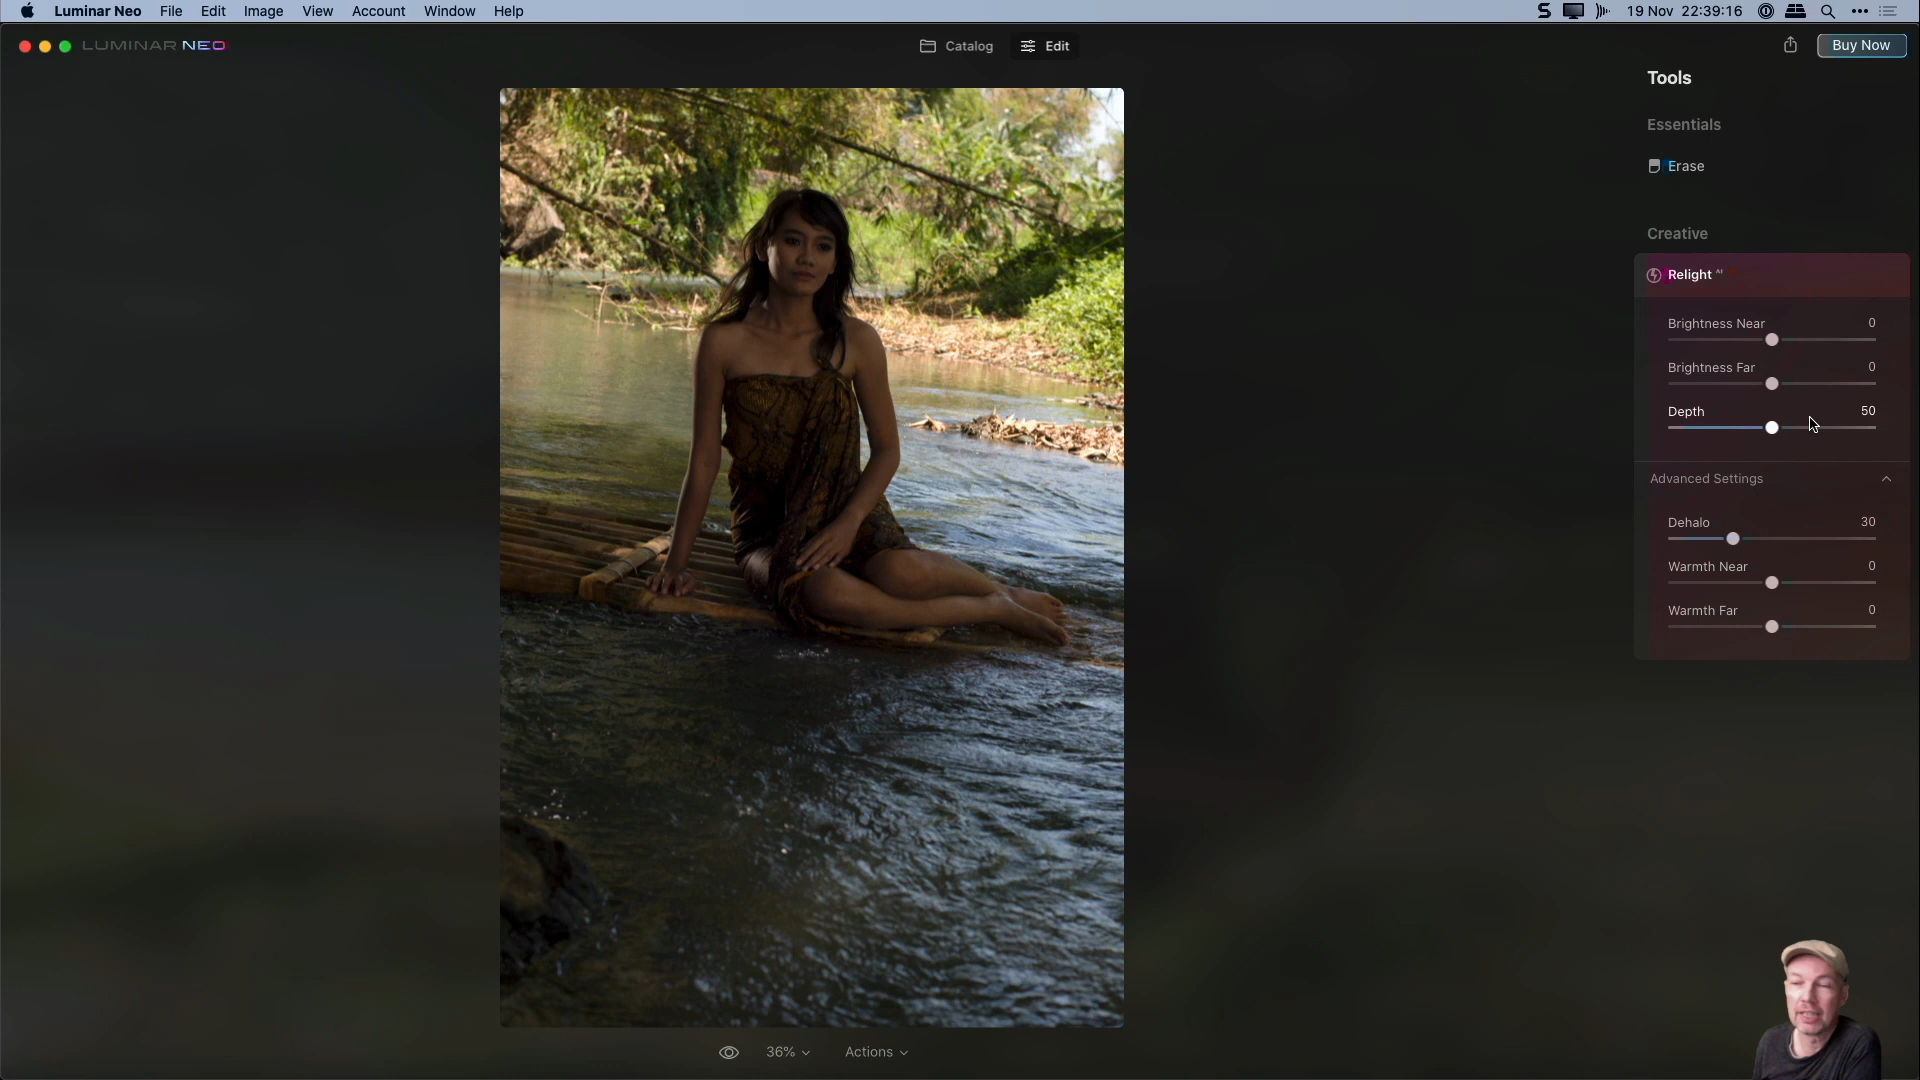 Luminar Neo File Edit Image View Account Window Help 19 Nov 22:39:16
LUMINAR NEO Catalog Edit Buy Now
Tools
Essentials
Erase
Creative
Relight AI
Brightness Near 0
Brightness Far 0
Depth 50
Advanced Settings
Dehalo 30
Warmth Near 0
Warmth Far 0
36% Actions